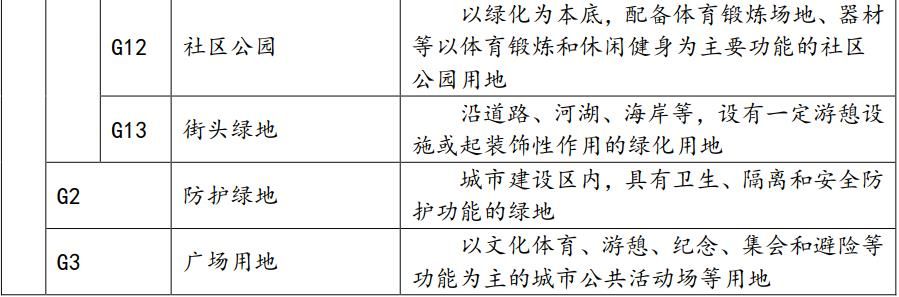 以绿化为本底，配备体育锻炼场地、器材
G12 社区公园 等以体育锻炼和休闲健身为主要功能的社区
公园用地
G13 街头绿地 沿道路、河湖、海岸等，设有一定游憩设
施或起装饰性作用的绿化用地
G2 防护绿地 城市建设区内，具有卫生、隔离和安全防
护功能的绿地
G3 广场用地 以文化体育、游憩、纪念、集会和避险等
功能为主的城市公共活动场等用地